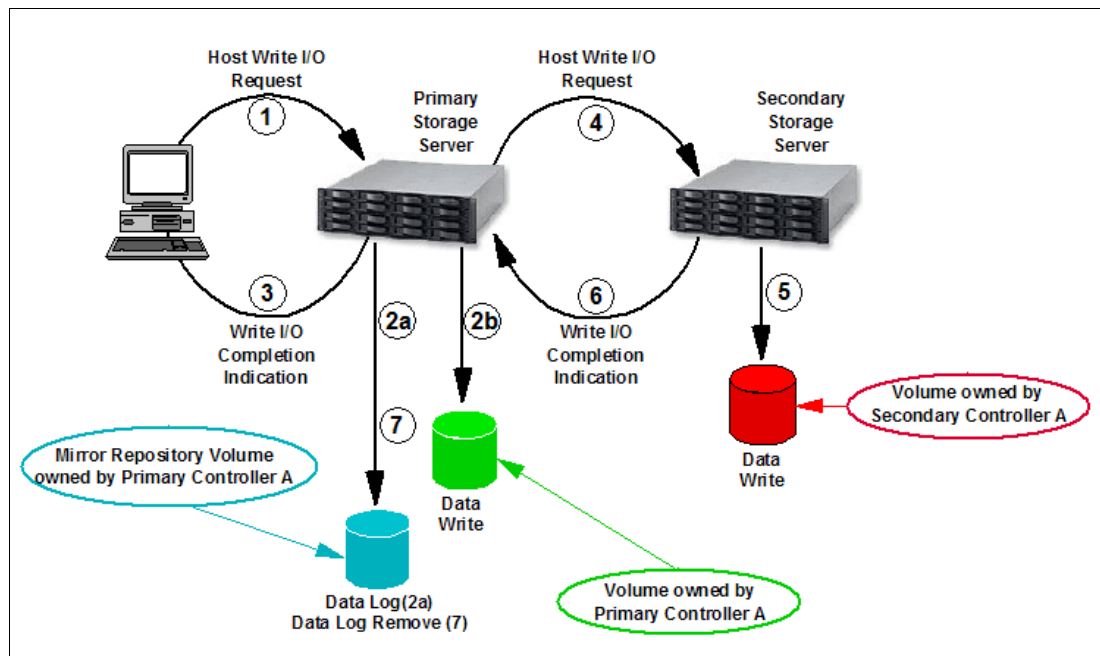 Host Write I/O
Request
1
Primary
Storage
Server
Host Write I/O
Request
4
Secondary
Storage
Server
3
Write I/O
Completion
Indication
2a
2b
6
Write I/O
Completion
Indication
5
7
Mirror Repository Volume
owned by Primary Controller A
Data
Write
Data
Write
Volume owned by
Secondary Controller A
Data Log(2a)
Data Log Remove (7)
Volume owned by
Primary Controller A